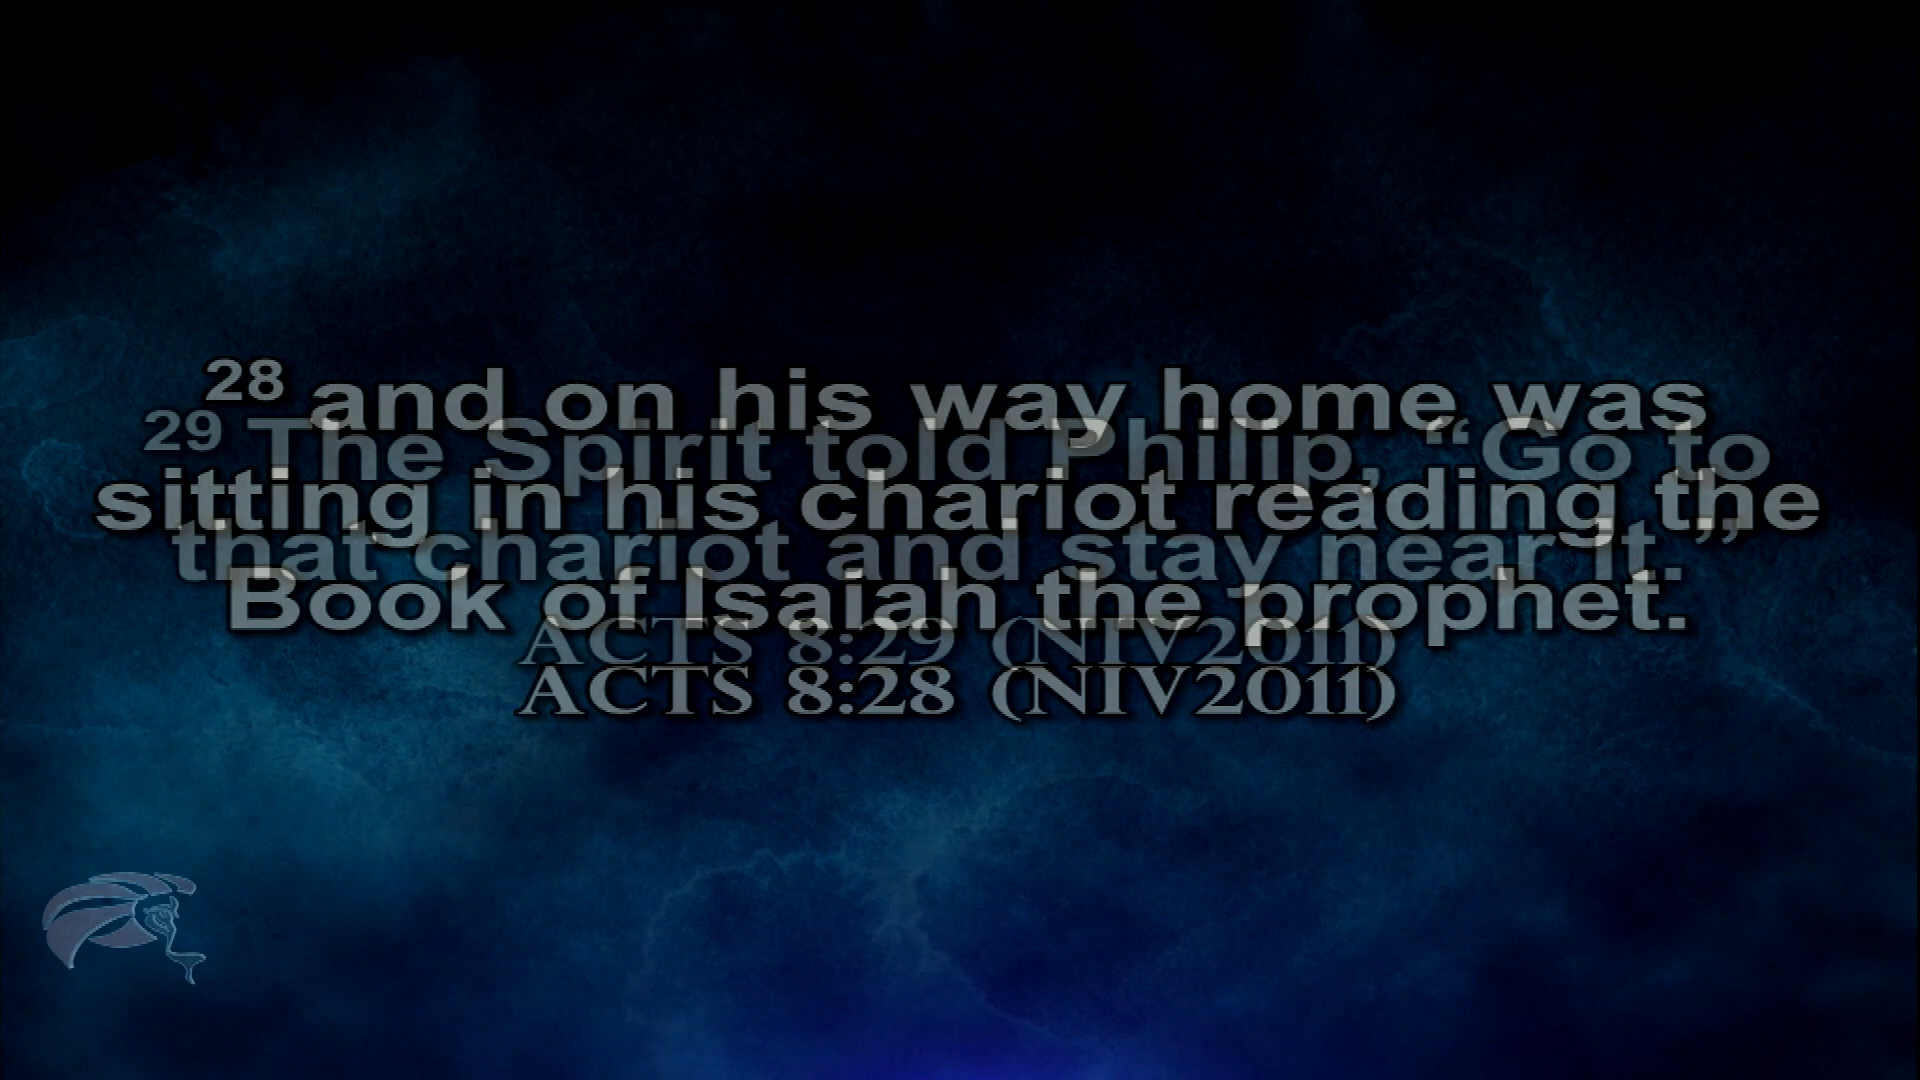 28 and on his way home was
sitting in his chariot reading the
Book of Isaiah the prophet.
ACTS 8:28 (NIV2011)
29 The Spirit told Philip, “Go to
that chariot and stay near it.”
ACTS 8:29 (NIV2011)